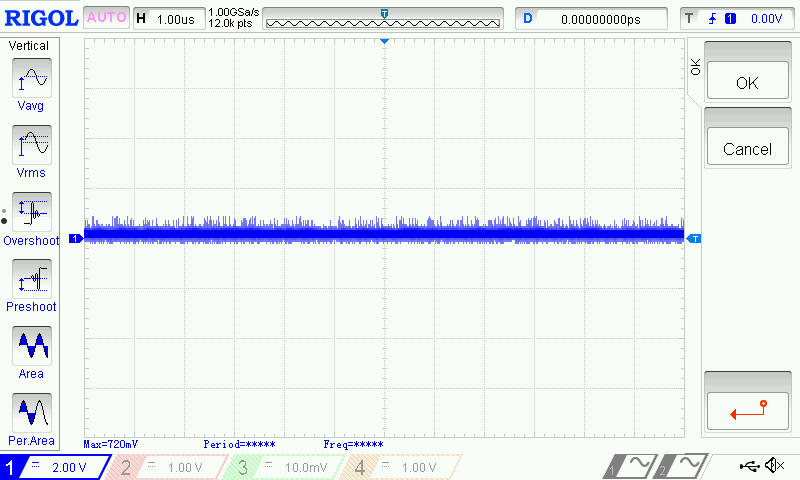 RIGOL AUTO H 1.00us 1.00GSa/s 12.0k pts T D 0.00000000ps T 1 0.00V
Vertical
Vavg
Vrms
Overshoot
Preshoot
Area
Per.Area
1
T
OK
OK
Cancel
Max=720mV Period=***** Freq=*****
1 2.00 V 2 1.00 V 3 10.0mV 4 1.00 V 1 2